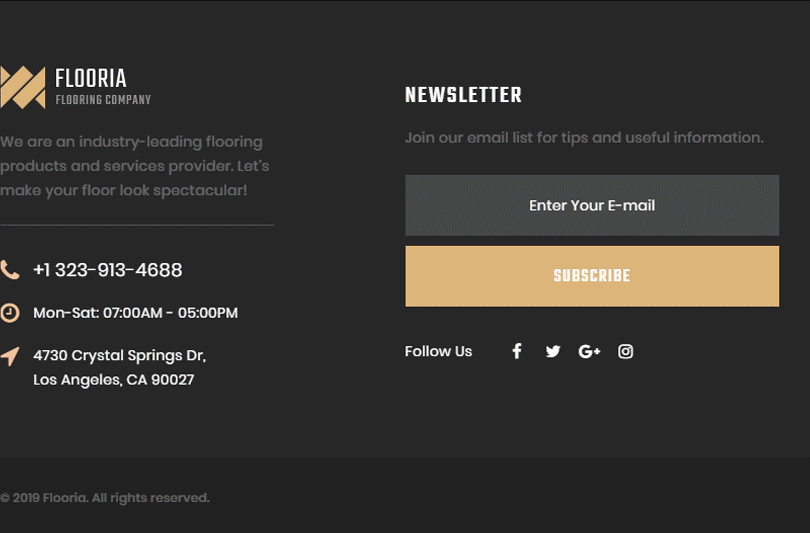 FLOORIA
FLOORING COMPANY
We are an industry-leading flooring
products and services provider. Let's
make your floor look spectacular!
+1 323-913-4688
Mon-Sat: 07:00AM - 05:00PM
4730 Crystal Springs Dr,
Los Angeles, CA 90027
NEWSLETTER
Join our email list for tips and useful information.
Enter Your E-mail
SUBSCRIBE
Follow Us
© 2019 Flooria. All rights reserved.